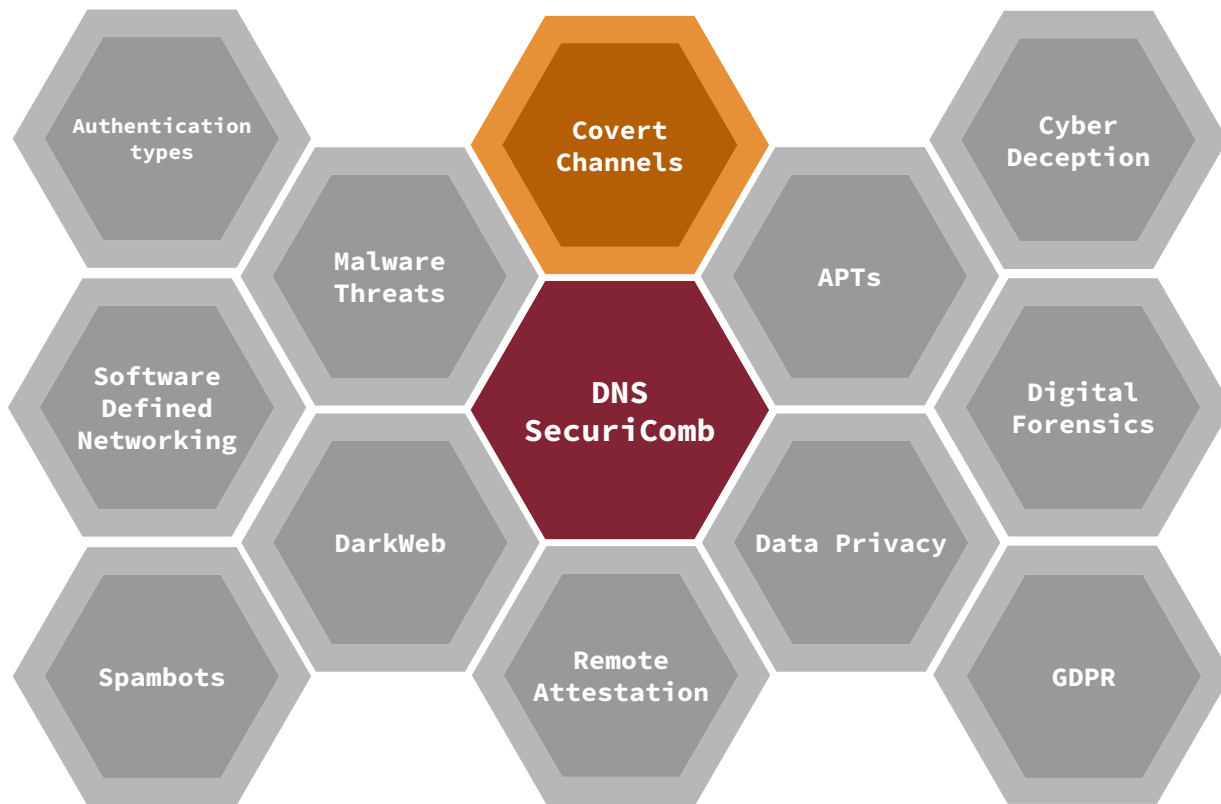 Authentication
types
Covert
Channels
Cyber
Deception
Malware
Threats
APTs
Software
Defined
Networking
DNS
SecuriComb
Digital
Forensics
DarkWeb
Data Privacy
Spambots
Remote
Attestation
GDPR